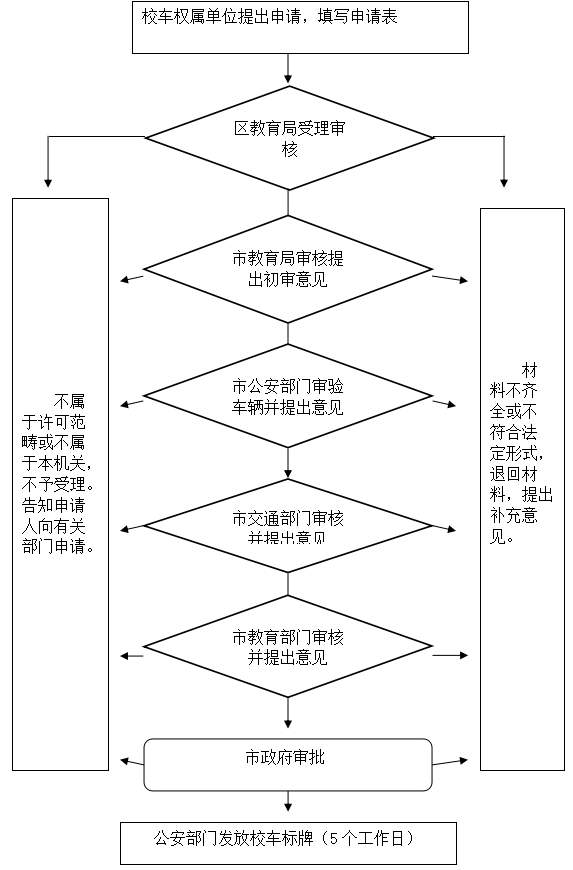 校车权属单位提出申请，填写申请表
区教育局受理审
核
市教育局审核提
出初审意见
市公安部门审验
车辆并提出意见
市交通部门审核
并提出意见
市教育部门审核
并提出意见
不属
于许可范
畴或不属
于本机关，
不予受理。
告知申请
人向有关
部门申请。
材
料不齐
全或不
符合法
定形式，
退回材
料，提出
补充意
见。
市政府审批
公安部门发放校车标牌（5 个工作日）